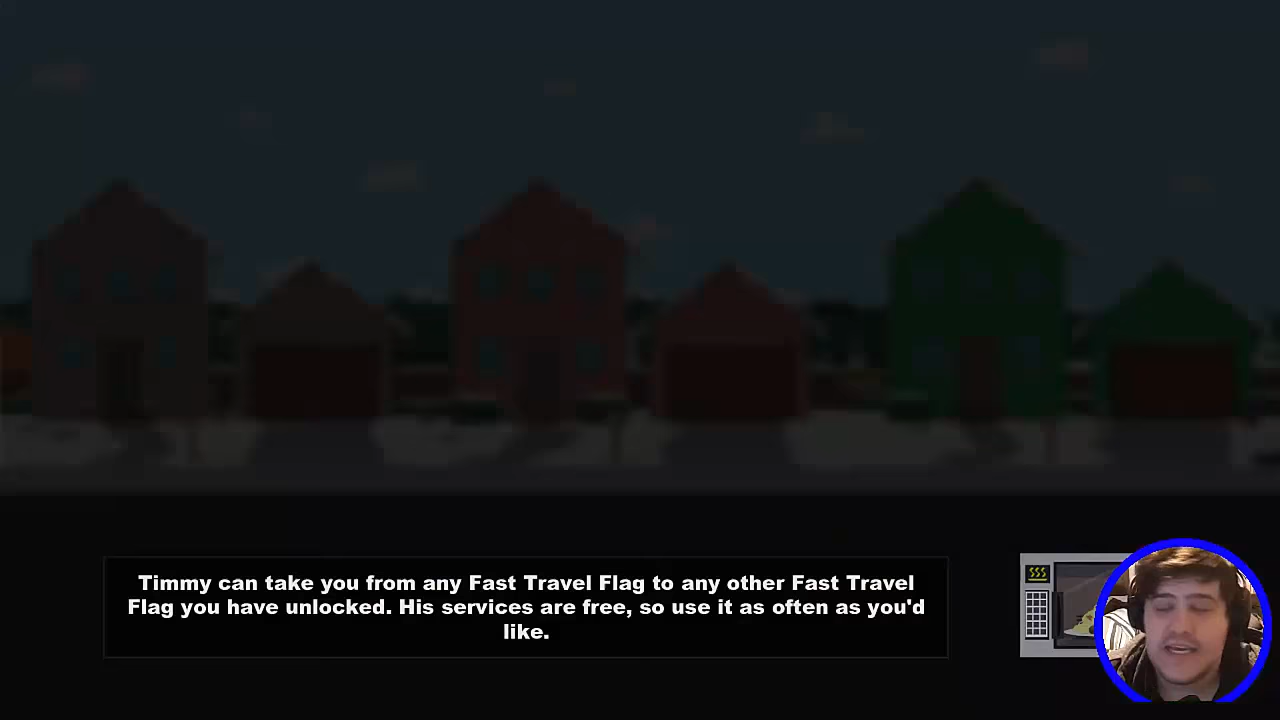 Timmy can take you from any Fast Travel Flag to any other Fast Travel
Flag you have unlocked. His services are free, so use it as often as you'd
like.